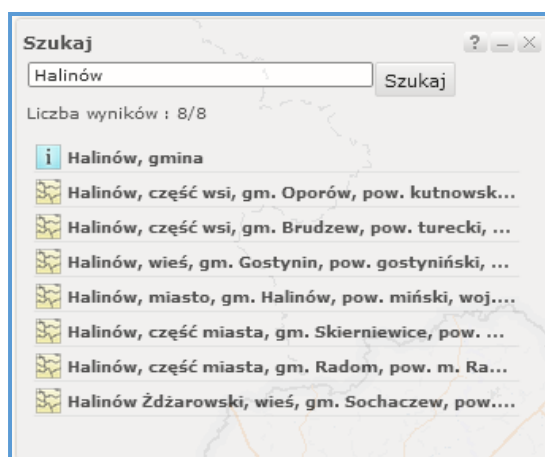 Szukaj
? – ×
Halinów
Szukaj
Liczba wyników : 8/8
i Halinów, gmina
Halinów, część wsi, gm. Oporów, pow. kutnowsk...
Halinów, część wsi, gm. Brudzew, pow. turecki, ...
Halinów, wieś, gm. Gostynin, pow. gostyniński, ...
Halinów, miasto, gm. Halinów, pow. miński, woj....
Halinów, część miasta, gm. Skierniewice, pow. ...
Halinów, część miasta, gm. Radom, pow. m. Ra...
Halinów Żdżarowski, wieś, gm. Sochaczew, pow....